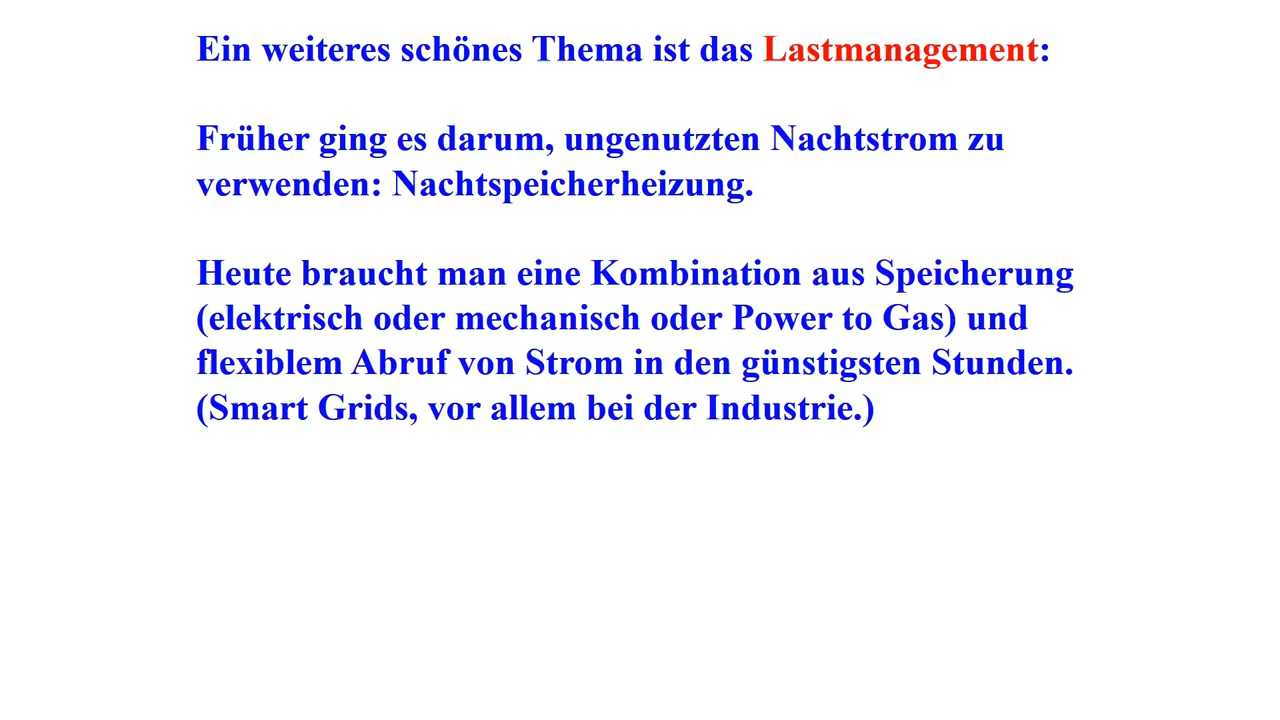 Ein weiteres schönes Thema ist das Lastmanagement:
Früher ging es darum, ungenutzten Nachtstrom zu
verwenden: Nachtspeicherheizung.
Heute braucht man eine Kombination aus Speicherung
(elektrisch oder mechanisch oder Power to Gas) und
flexiblem Abruf von Strom in den günstigsten Stunden.
(Smart Grids, vor allem bei der Industrie.)